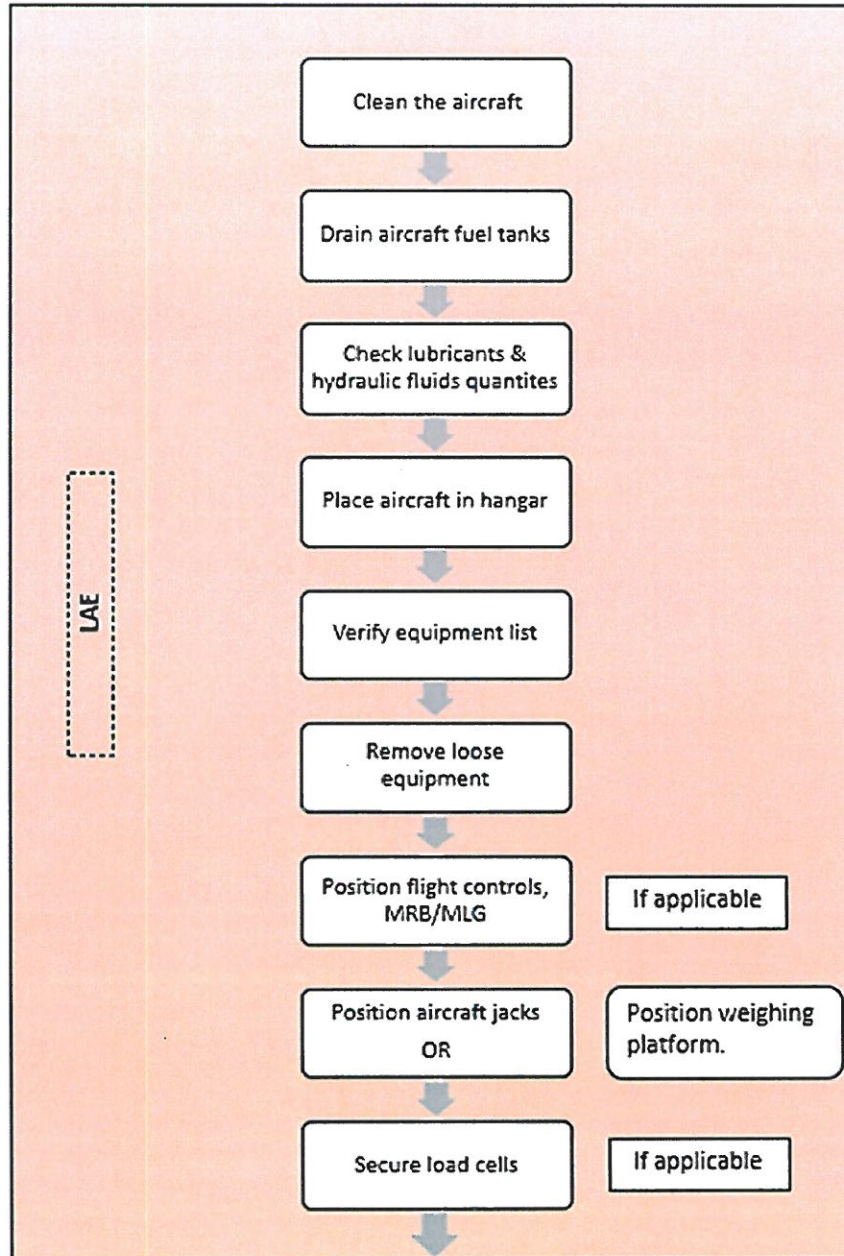 Clean the aircraft
Drain aircraft fuel tanks
Check lubricants &
hydraulic fluids quantites
Place aircraft in hangar
LAE
Verify equipment list
Remove loose
equipment
Position flight controls,
MRB/MLG
If applicable
Position aircraft jacks
OR
Position weighing
platform.
Secure load cells
If applicable